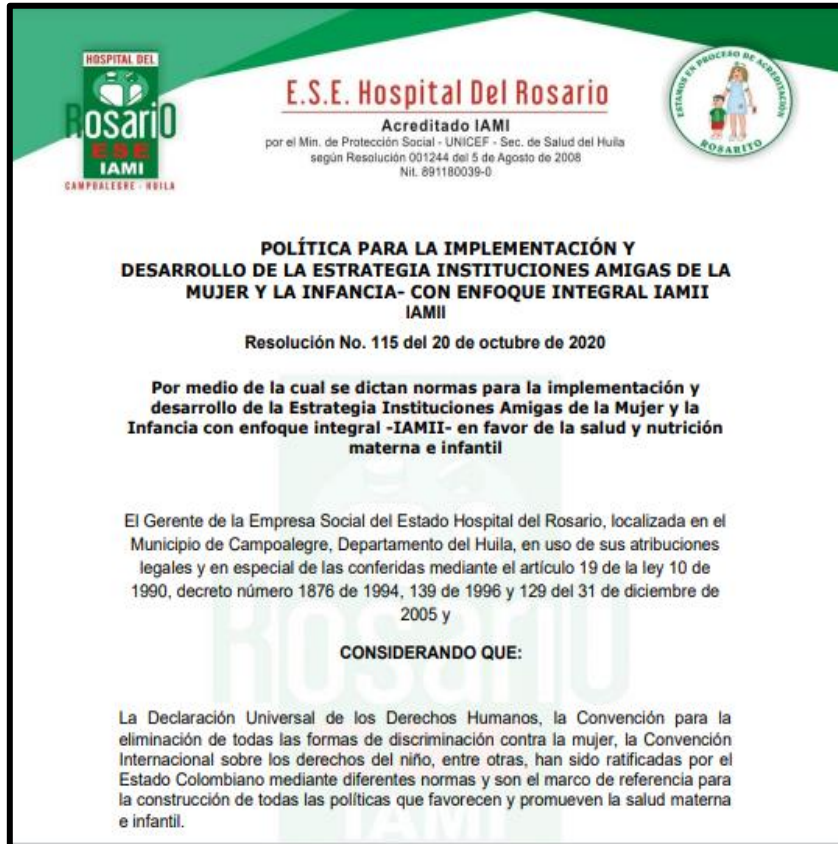 HOSPITAL DEL
RosariO
ESE
IAMI
CAMPOALEGRE - HUILA
E.S.E. Hospital Del Rosario
Acreditado IAMI
por el Min. de Protección Social - UNICEF - Sec. de Salud del Huila
según Resolución 001244 del 5 de Agosto de 2008
Nit. 891180039-0
ESTAMOS EN PROCESO DE ACREDITACIÓN
ROSARITO
POLÍTICA PARA LA IMPLEMENTACIÓN Y
DESARROLLO DE LA ESTRATEGIA INSTITUCIONES AMIGAS DE LA
MUJER Y LA INFANCIA- CON ENFOQUE INTEGRAL IAMII
IAMII
Resolución No. 115 del 20 de octubre de 2020
Por medio de la cual se dictan normas para la implementación y
desarrollo de la Estrategia Instituciones Amigas de la Mujer y la
Infancia con enfoque integral -IAMII- en favor de la salud y nutrición
materna e infantil
El Gerente de la Empresa Social del Estado Hospital del Rosario, localizada en el
Municipio de Campoalegre, Departamento del Huila, en uso de sus atribuciones
legales y en especial de las conferidas mediante el artículo 19 de la ley 10 de
1990, decreto número 1876 de 1994, 139 de 1996 y 129 del 31 de diciembre de
2005 y
CONSIDERANDO QUE:
La Declaración Universal de los Derechos Humanos, la Convención para la
eliminación de todas las formas de discriminación contra la mujer, la Convención
Internacional sobre los derechos del niño, entre otras, han sido ratificadas por el
Estado Colombiano mediante diferentes normas y son el marco de referencia para
la construcción de todas las políticas que favorecen y promueven la salud materna
e infantil.
RosariO
IAMI